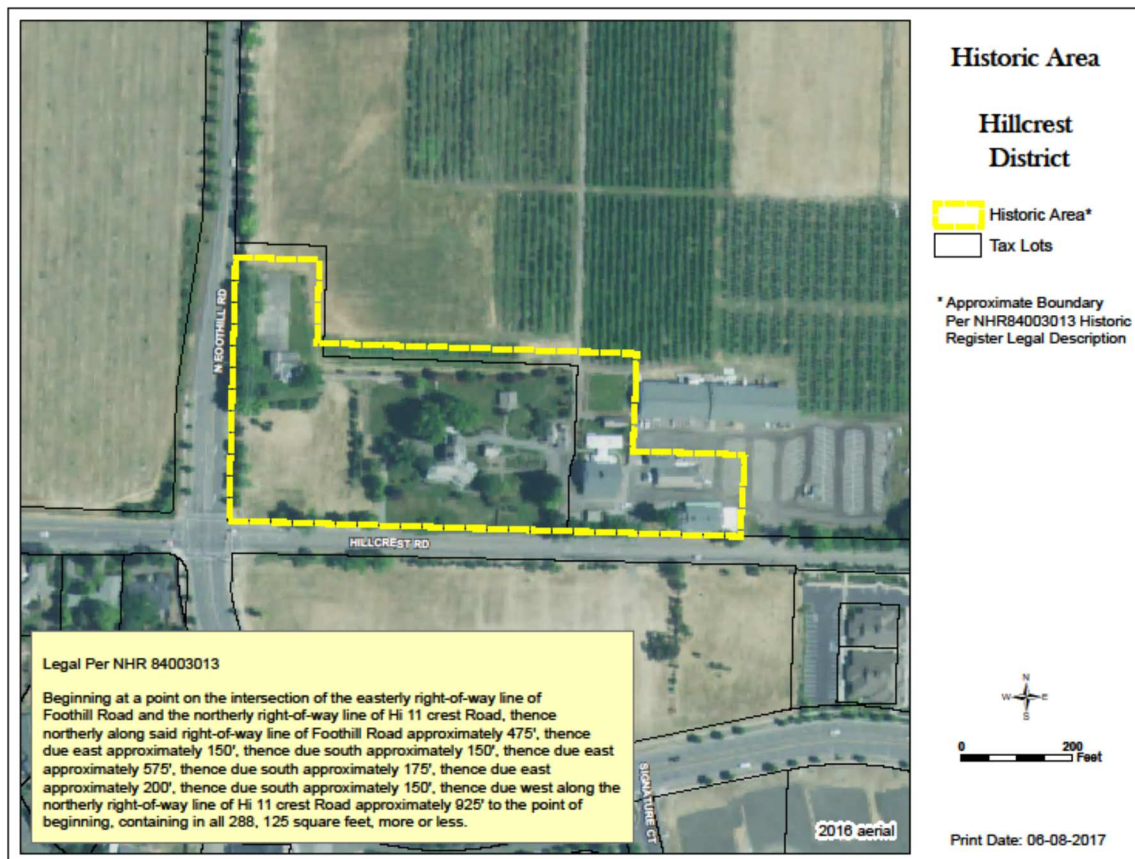 Historic Area
Hillcrest
District
Historic Area*
Tax Lots
* Approximate Boundary
Per NHR84003013 Historic
Register Legal Description
N FOOTHILL RD
HILLCREST RD
Legal Per NHR 84003013
Beginning at a point on the intersection of the easterly right-of-way line of
Foothill Road and the northerly right-of-way line of Hi 11 crest Road, thence
northerly along said right-of-way line of Foothill Road approximately 475', thence
due east approximately 150', thence due south approximately 150', thence due east
approximately 575', thence due south approximately 175', thence due east
approximately 200', thence due south approximately 150', thence due west along the
northerly right-of-way line of Hi 11 crest Road approximately 925' to the point of
beginning, containing in all 288, 125 square feet, more or less.
SIGNATURE CT
2016 aerial
N
W E
S
0 200
Feet
Print Date: 06-08-2017